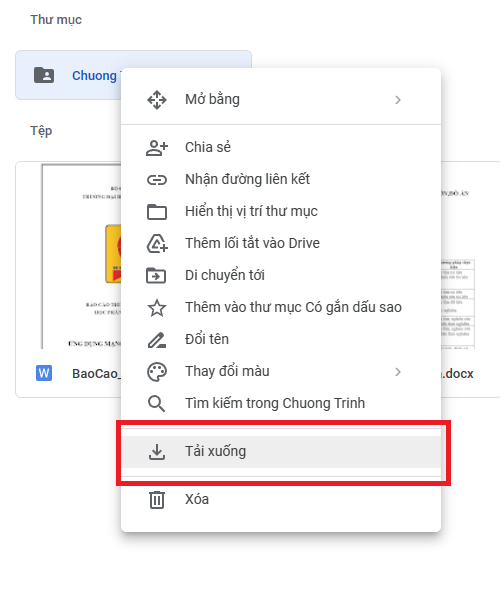 Thư mục
Chuong
Mở bằng
Tệp
Chia sẻ
Nhận đường liên kết
Hiển thị vị trí thư mục
Thêm lối tắt vào Drive
Di chuyển tới
Thêm vào thư mục Có gắn dấu sao
Đổi tên
Thay đổi màu
BaoCao_
.docx
Tìm kiếm trong Chuong Trinh
Tải xuống
Xóa